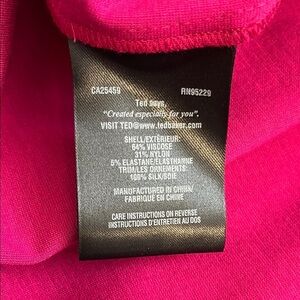 CA25459 RN95229
Ted says,
"Created especially for you".
VISIT TED@www.tedbaker.com
SHELL/EXTÉRIEUR:
64% VISCOSE
31% NYLON
5% ELASTANE/ÉLASTHANNE
TRIM/LES ORNEMENTS:
100% SILK/SOIE
MANUFACTURED IN CHINA/
FABRIQUÉ EN CHINE
CARE INSTRUCTIONS ON REVERSE
INSTRUCTIONS D'ENTRETIEN AU DOS